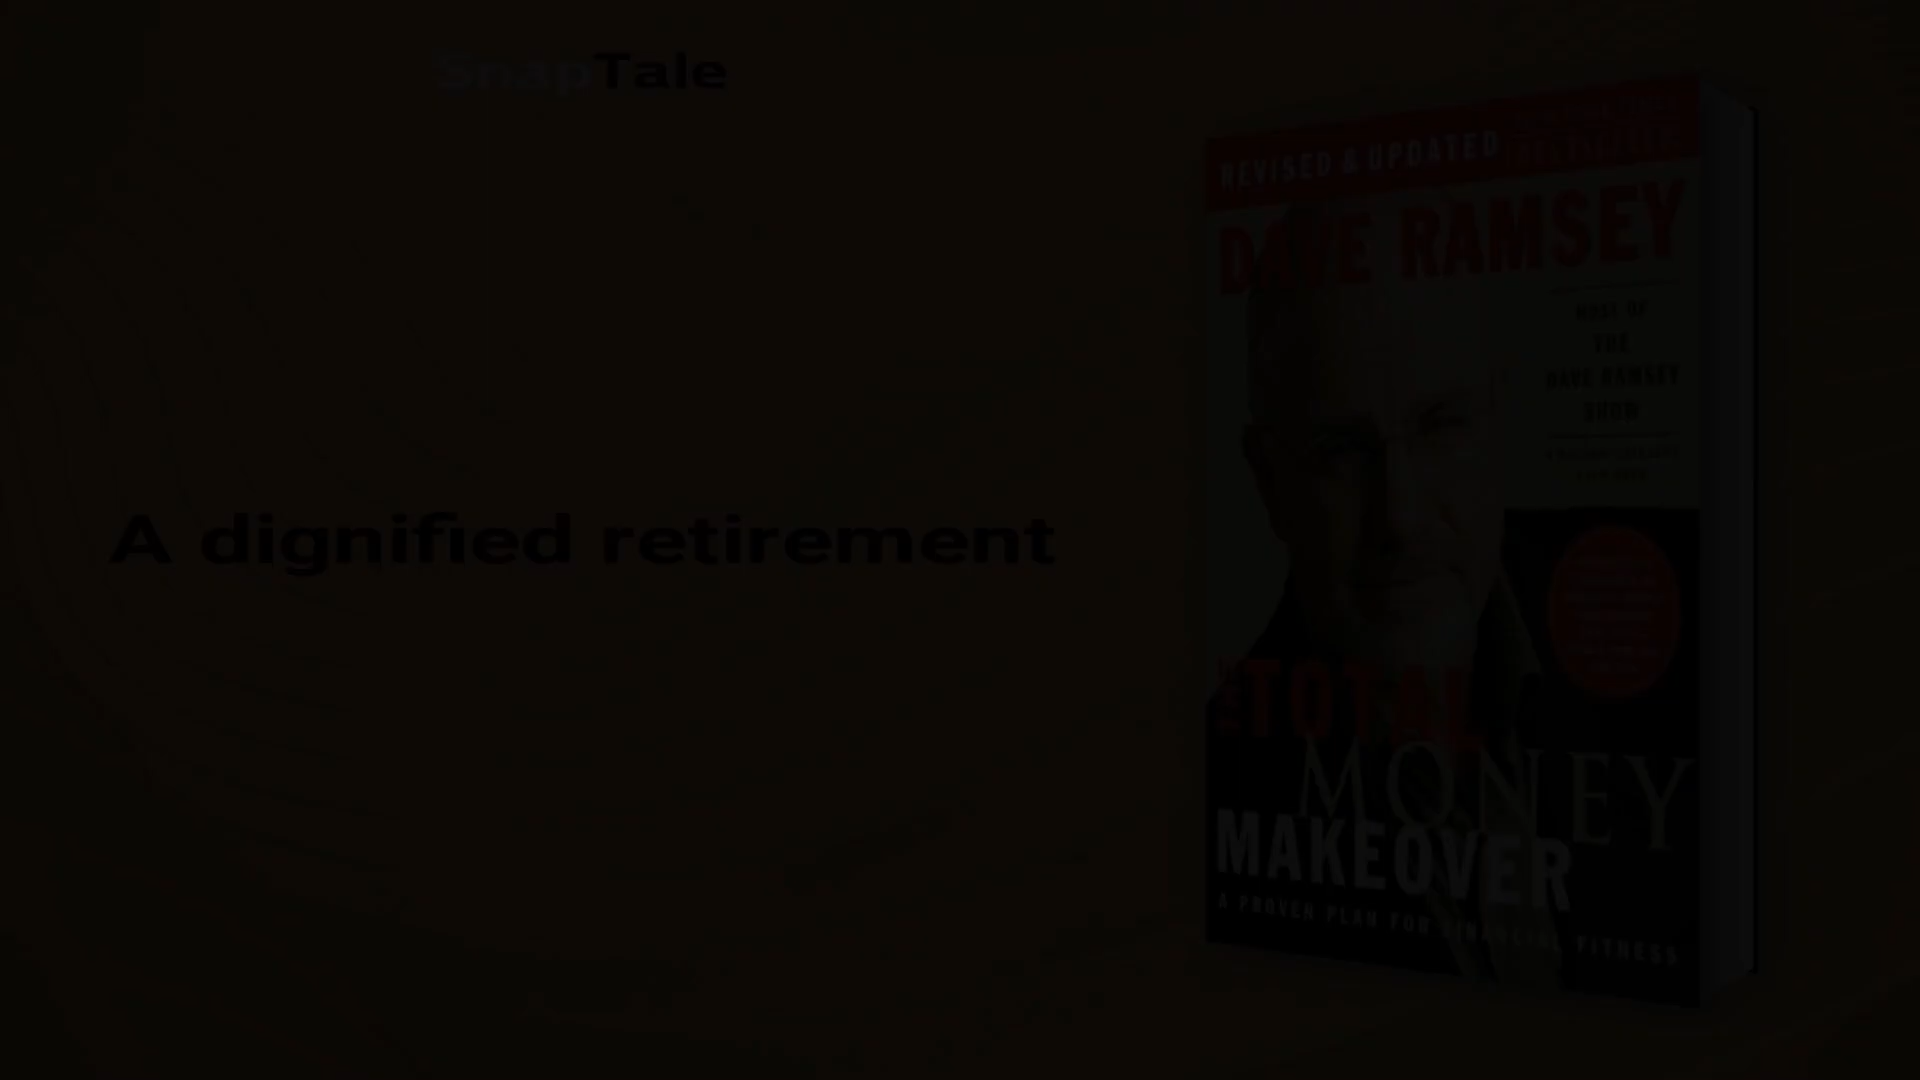 SnapTale
A dignified retirement
REVISED & UPDATED
DAVE RAMSEY
HOST OF
THE
DAVE RAMSEY
SHOW
THE TOTAL
MONEY
MAKEOVER
A PROVEN PLAN FOR FINANCIAL FITNESS